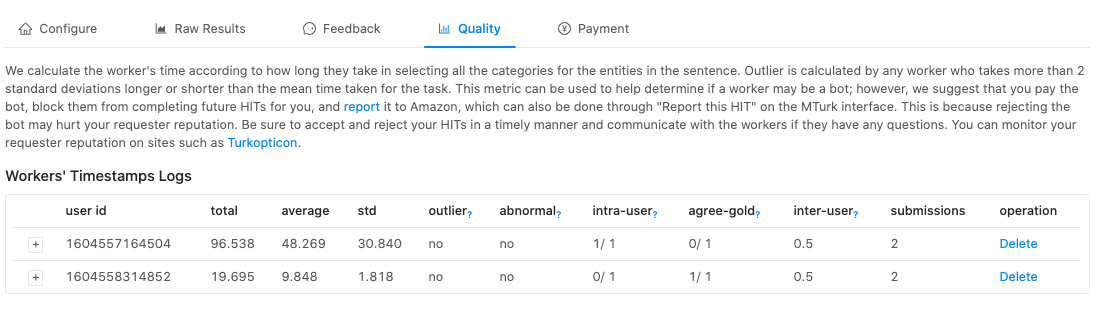 Configure Raw Results Feedback Quality Payment
We calculate the worker's time according to how long they take in selecting all the categories for the entities in the sentence. Outlier is calculated by any worker who takes more than 2
standard deviations longer or shorter than the mean time taken for the task. This metric can be used to help determine if a worker may be a bot; however, we suggest that you pay the
bot, block them from completing future HITs for you, and report it to Amazon, which can also be done through "Report this HIT" on the MTurk interface. This is because rejecting the
bot may hurt your requester reputation. Be sure to accept and reject your HITs in a timely manner and communicate with the workers if they have any questions. You can monitor your
requester reputation on sites such as Turkopticon.
Workers' Timestamps Logs
user id total average std outlier? abnormal? intra-user? agree-gold? inter-user? submissions operation
+ 1604557164504 96.538 48.269 30.840 no no 1/ 1 0/ 1 0.5 2 Delete
+ 1604558314852 19.695 9.848 1.818 no no 0/ 1 1/ 1 0.5 2 Delete